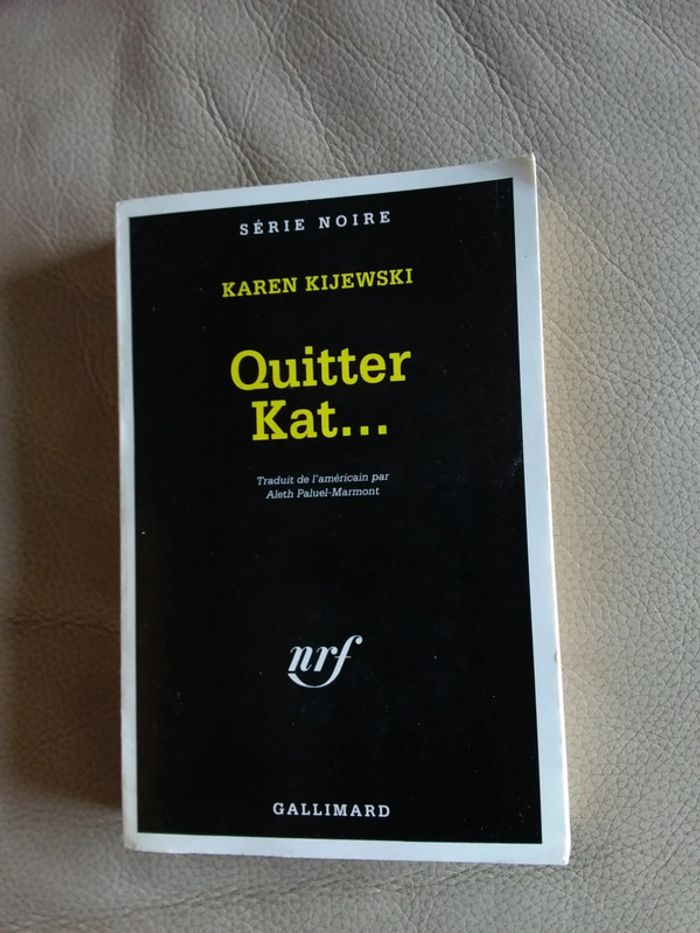 SÉRIE NOIRE
KAREN KIJEWSKI
Quitter
Kat...
Traduit de l'américain par
Aleth Paluel-Marmont
nrf
GALLIMARD